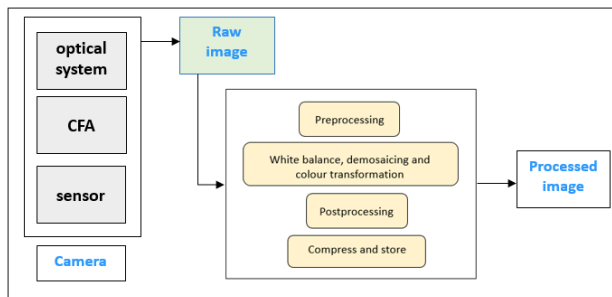 optical
system
CFA
sensor
Camera
Raw
image
Preprocessing
White balance, demosaicing and
colour transformation
Postprocessing
Compress and store
Processed
image